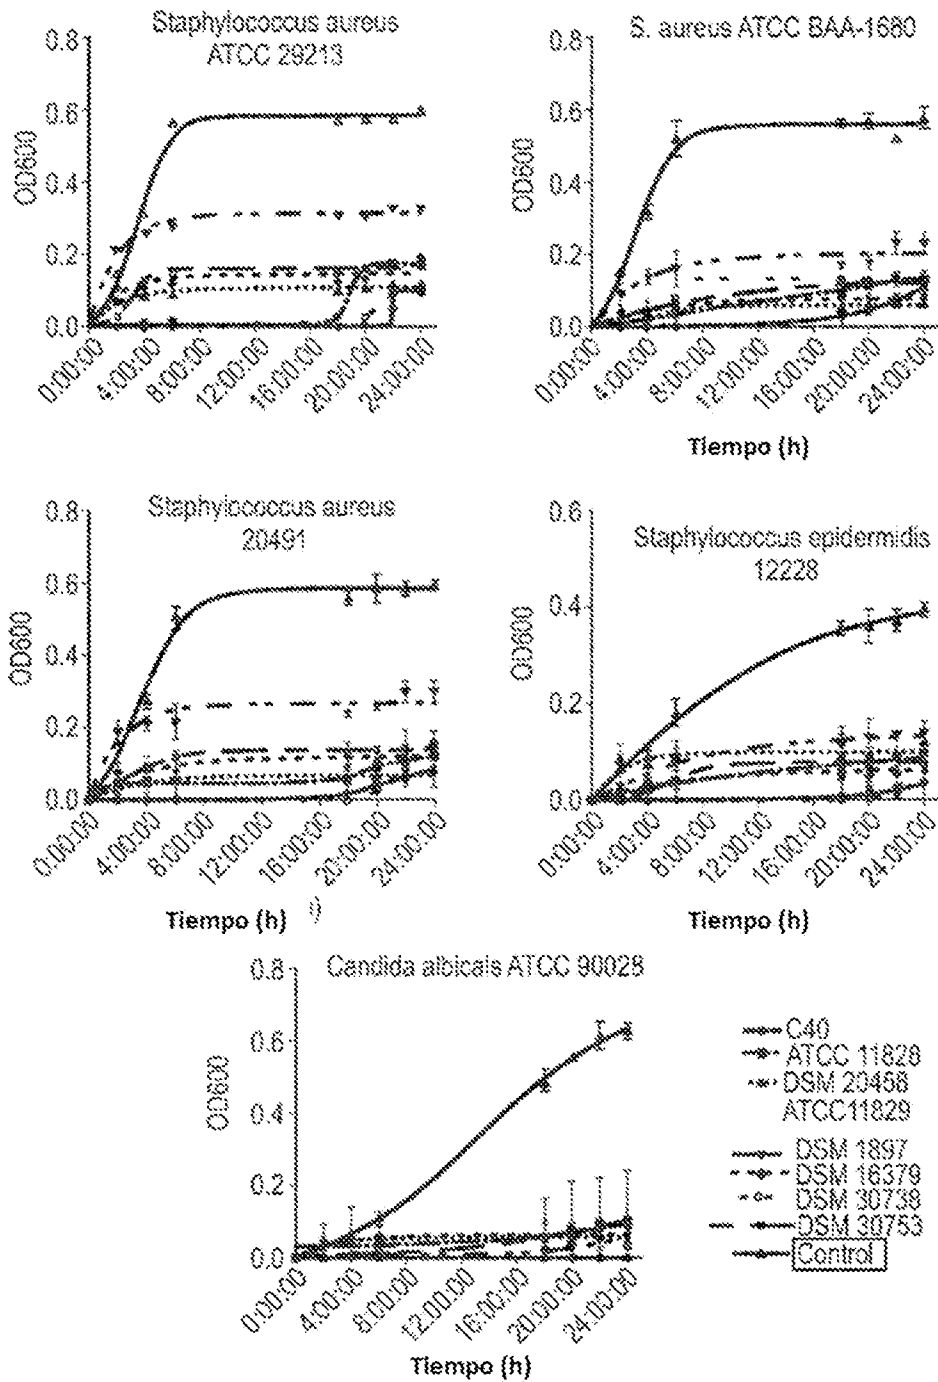 Staphylococcus aureus
ATCC 29213
0.8
0.6
0.4
0.2
0.0
OD600
0:00:00
4:00:00
8:00:00
12:00:00
16:00:00
20:00:00
24:00:00
S. aureus ATCC BAA-1680
0.8
0.6
0.4
0.2
0.0
OD600
0:00:00
4:00:00
8:00:00
12:00:00
16:00:00
20:00:00
24:00:00
Tiempo (h)
Staphylococcus aureus
20491
0.8
0.6
0.4
0.2
0.0
OD600
0:00:00
4:00:00
8:00:00
12:00:00
16:00:00
20:00:00
24:00:00
Tiempo (h)
i)
Staphylococcus epidermidis
12228
0.6
0.4
0.2
0.0
OD600
0:00:00
4:00:00
8:00:00
12:00:00
16:00:00
20:00:00
24:00:00
Tiempo (h)
Candida albicais ATCC 90028
0.8
0.6
0.4
0.2
0.0
OD600
0:00:00
4:00:00
8:00:00
12:00:00
16:00:00
20:00:00
24:00:00
Tiempo (h)
C40
ATCC 11828
DSM 20458
ATCC11829
DSM 1897
DSM 16379
DSM 30738
DSM 30753
Control